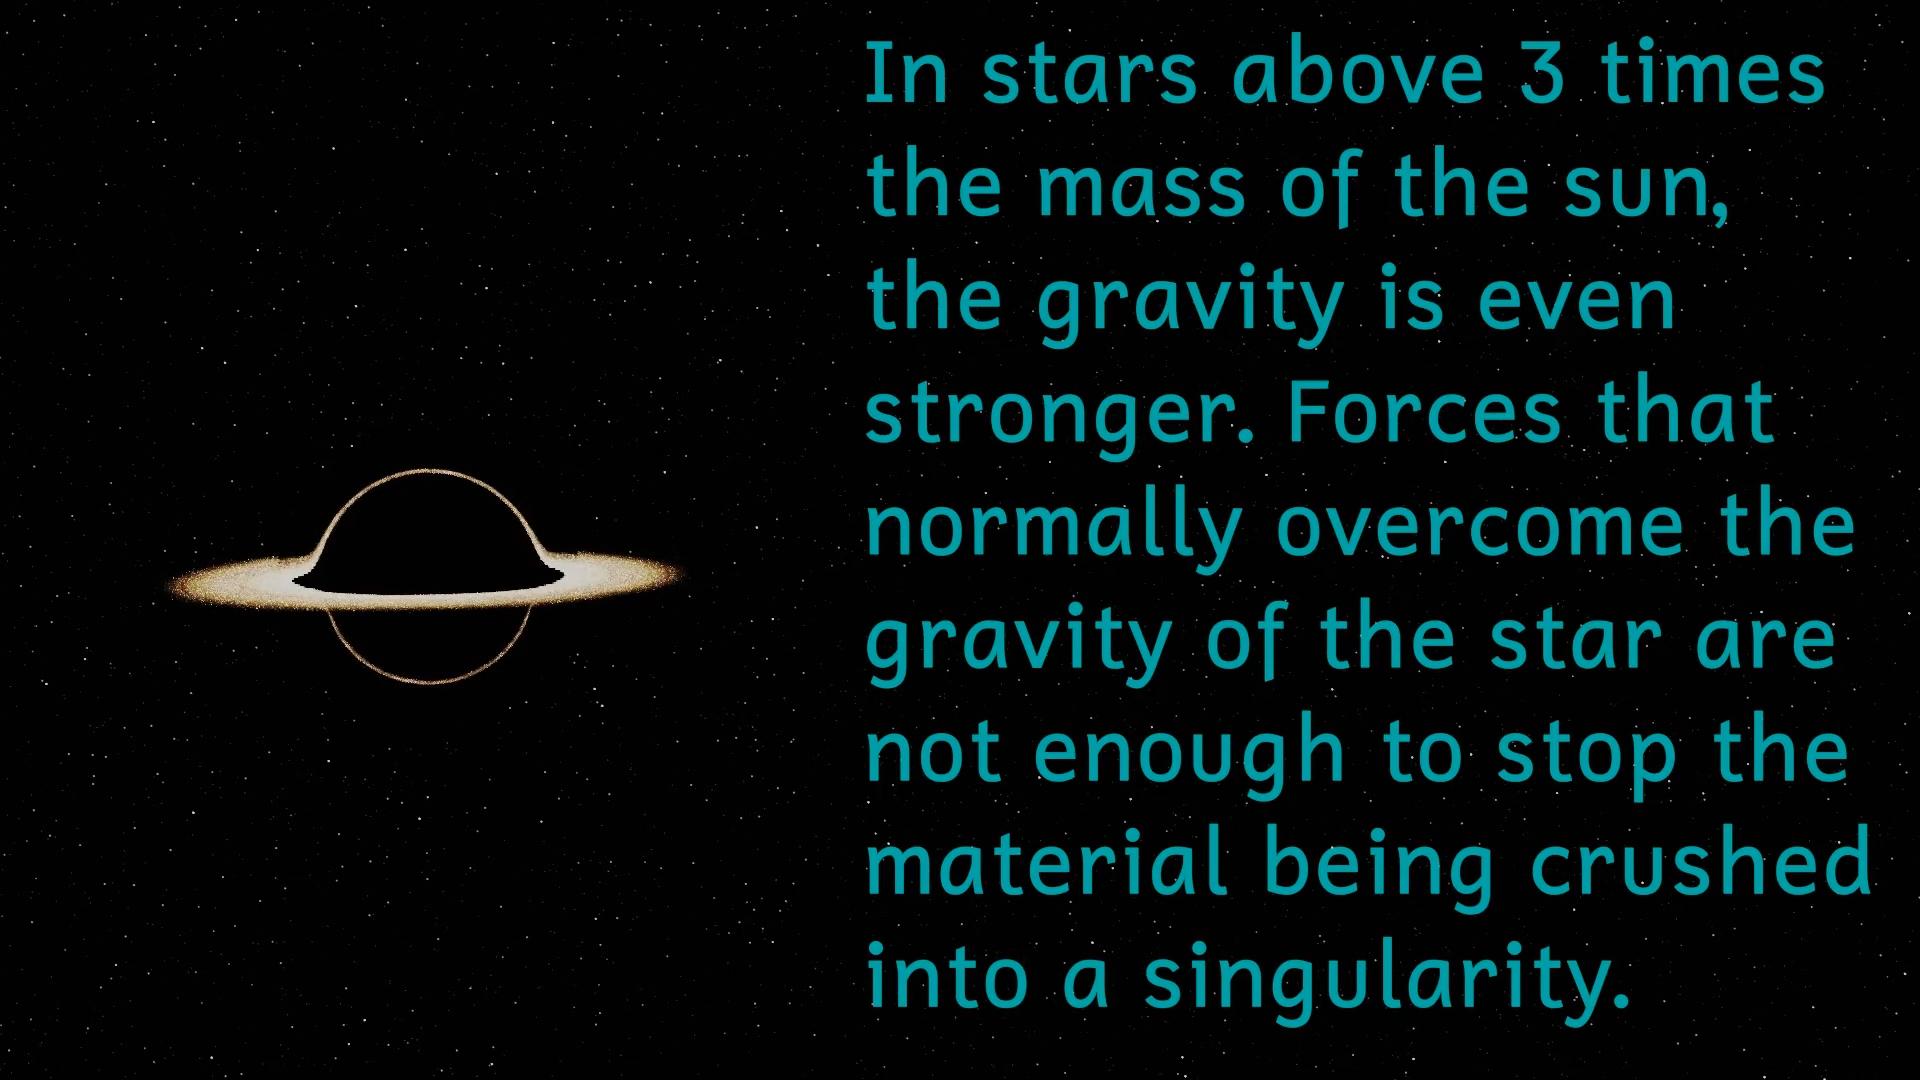 In stars above 3 times
the mass of the sun,
the gravity is even
stronger. Forces that
normally overcome the
gravity of the star are
not enough to stop the
material being crushed
into a singularity.